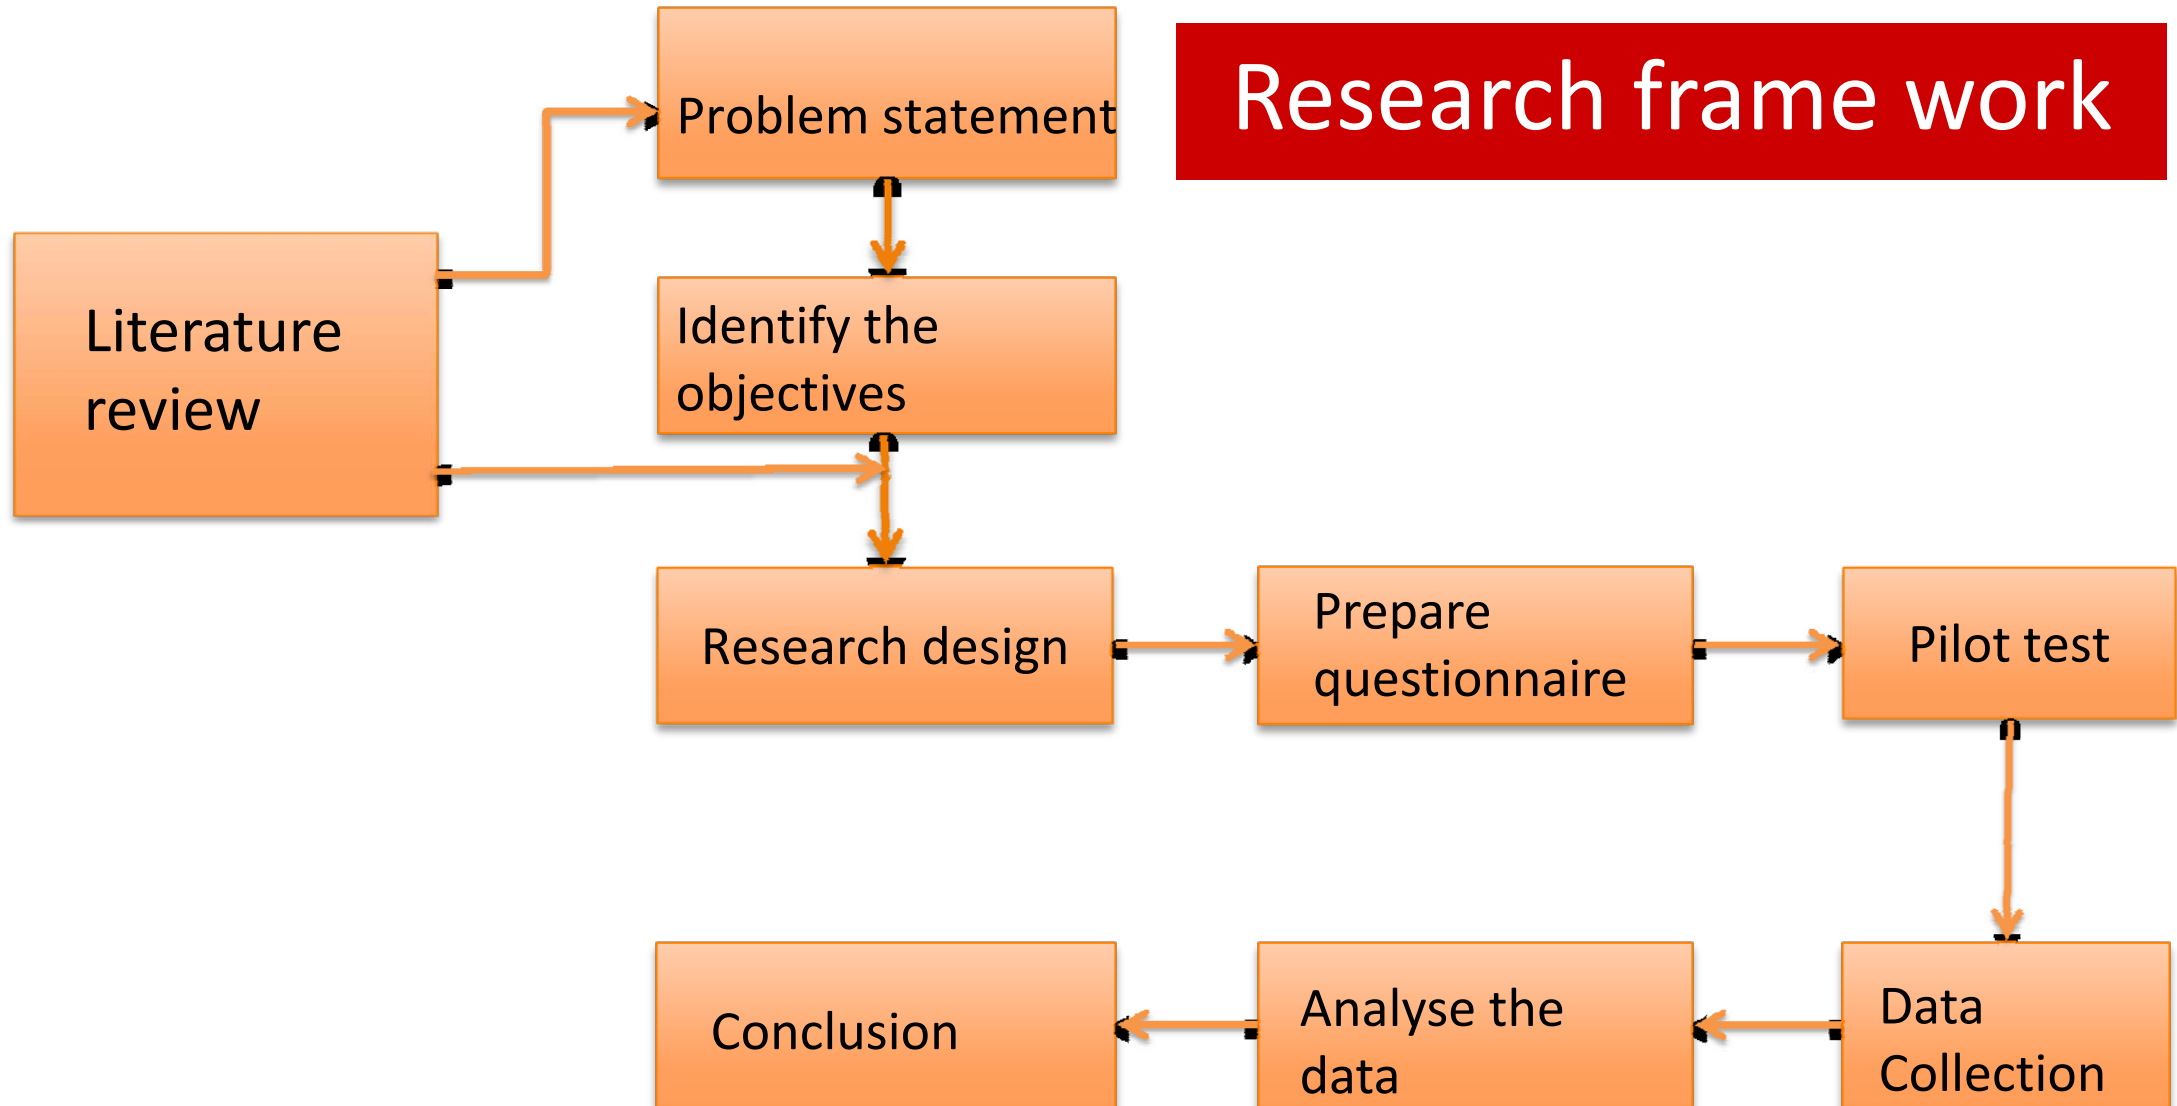 Research frame work
Problem statement
Literature
review
Identify the
objectives
Research design
Prepare
questionnaire
Pilot test
Data
Collection
Analyse the
data
Conclusion